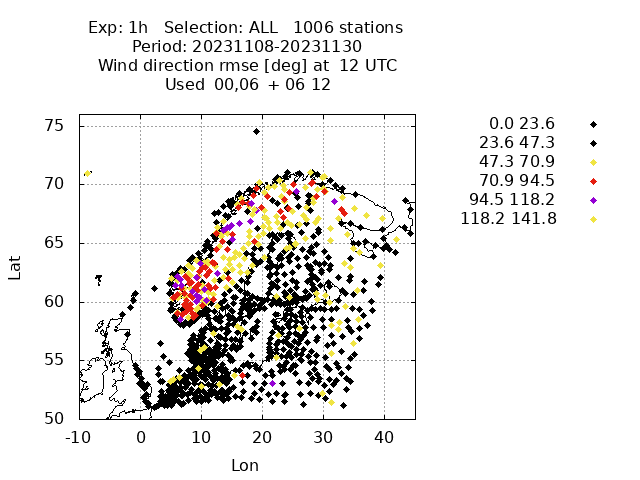 Exp: 1h Selection: ALL 1006 stations
Period: 20231108-20231130
Wind direction rmse [deg] at 12 UTC
Used 00,06 + 06 12
0.0 23.6
23.6 47.3
47.3 70.9
70.9 94.5
94.5 118.2
118.2 141.8
75
70
65
60
55
50
Lat
-10 0 10 20 30 40
Lon